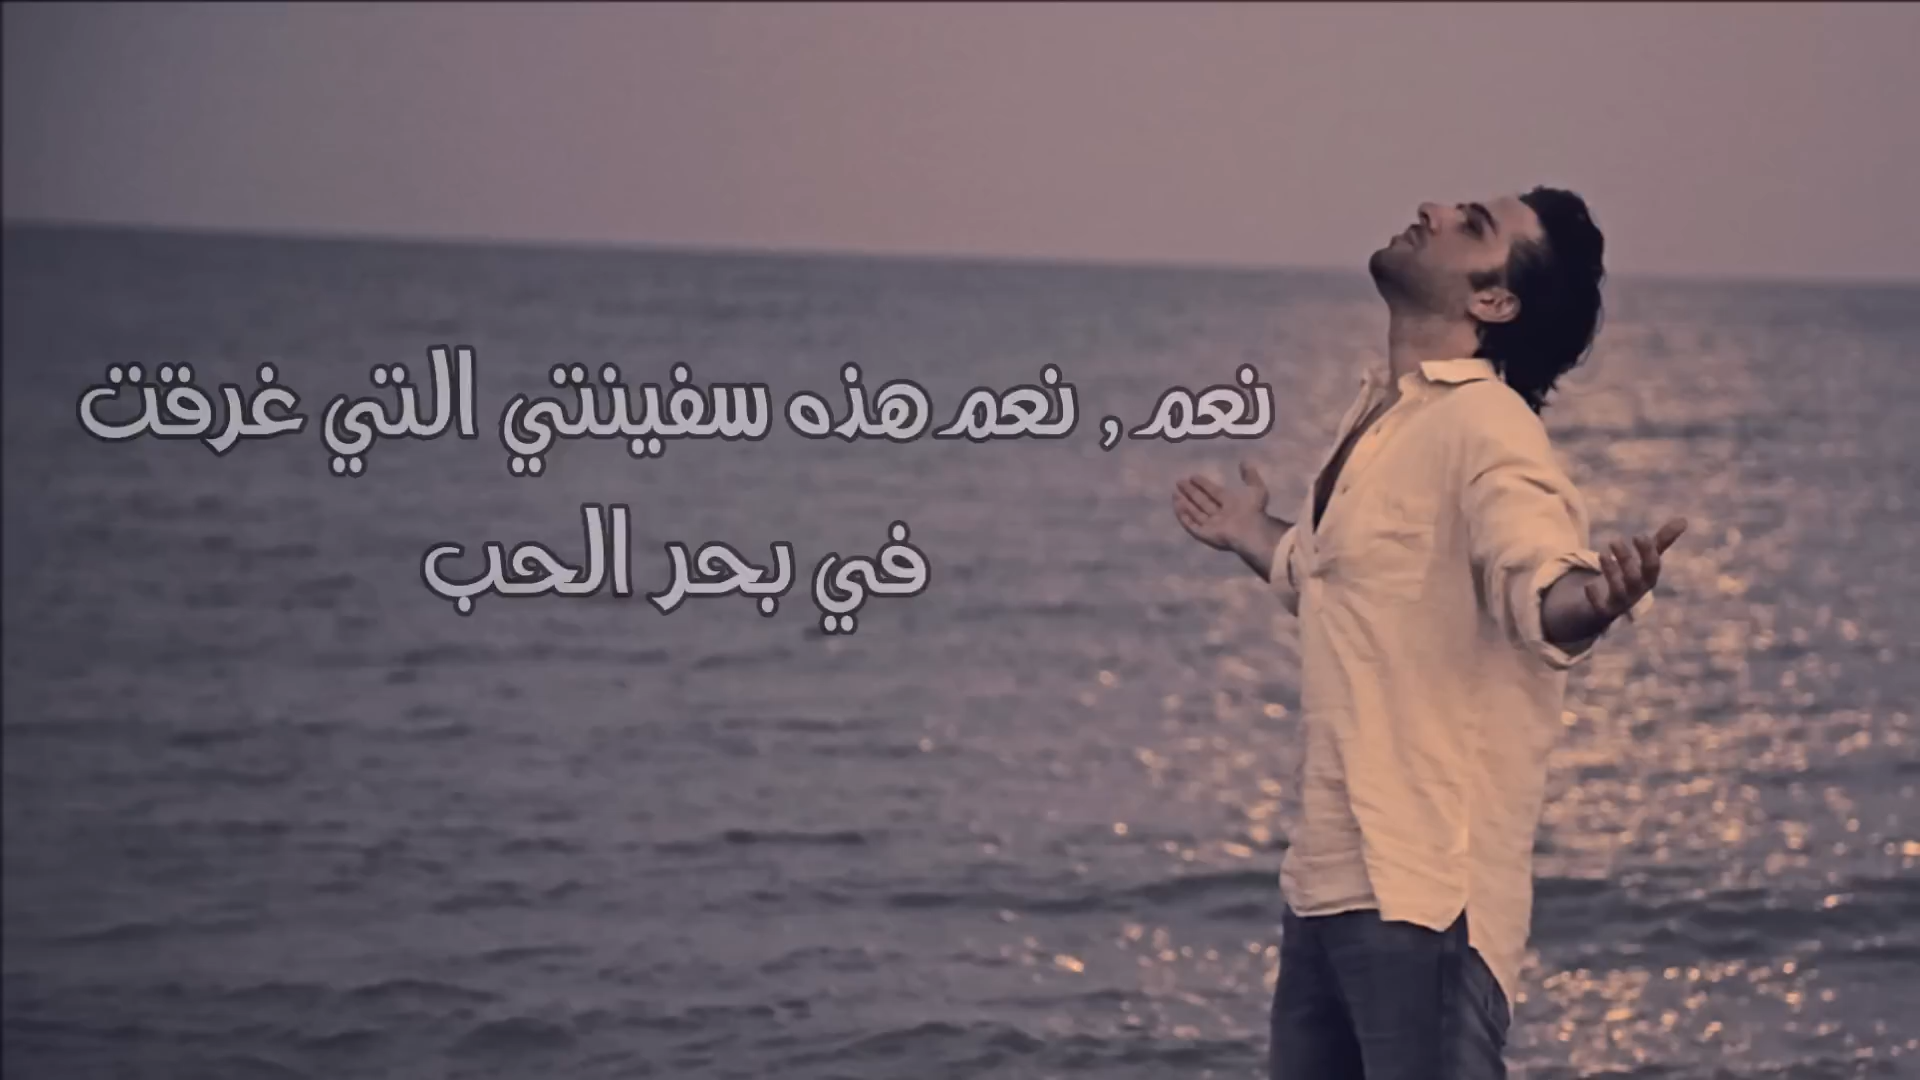 نعم , نعم هذه سفينتي التي غرقت
في بحر الحب